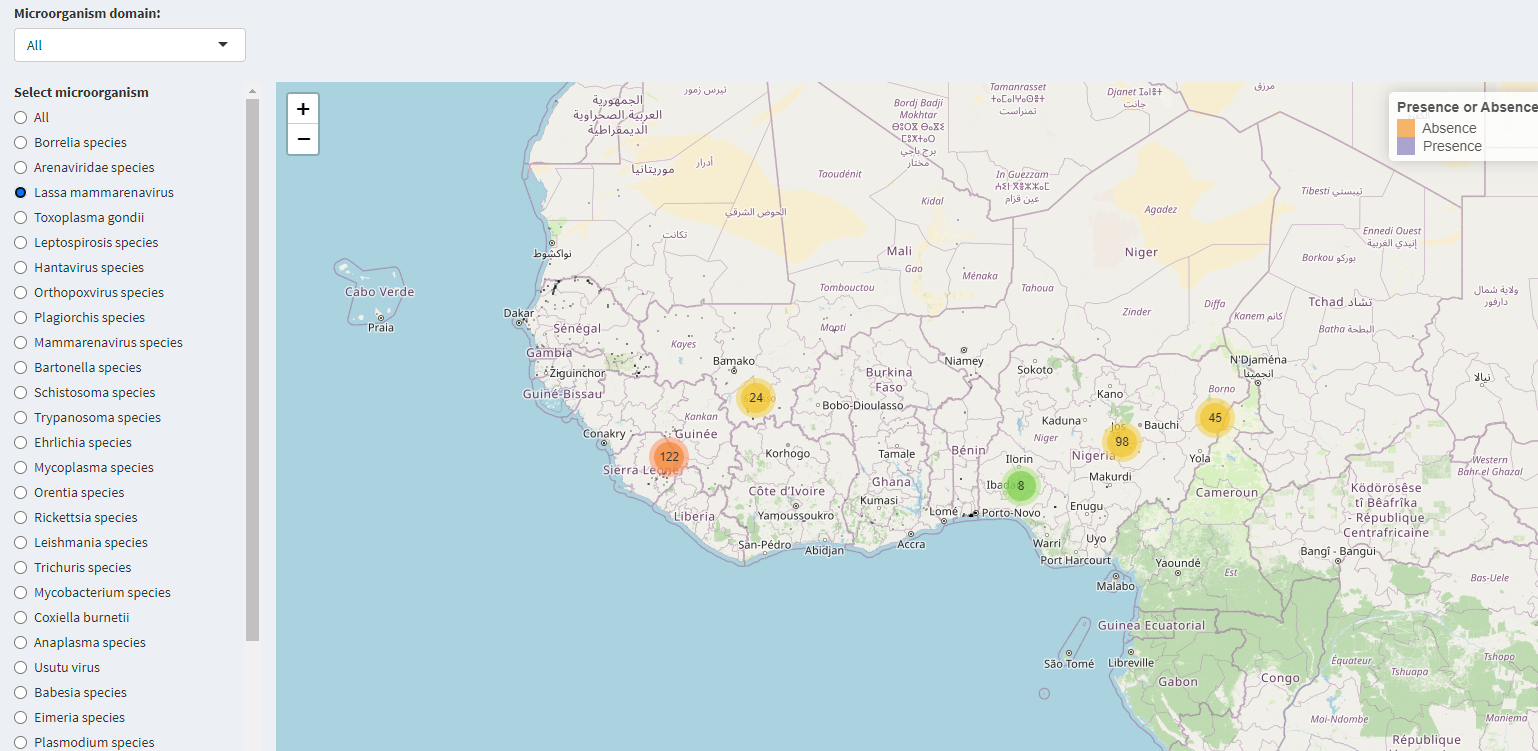 Microorganism domain:
All
Select microorganism
All
Borrelia species
Arenaviridae species
Lassa mammarenavirus
Toxoplasma gondii
Leptospirosis species
Hantavirus species
Orthopoxvirus species
Plagiorchis species
Mammarenavirus species
Bartonella species
Schistosoma species
Trypanosoma species
Ehrlichia species
Mycoplasma species
Orentia species
Rickettsia species
Leishmania species
Trichuris species
Mycobacterium species
Coxiella burnetii
Anaplasma species
Usutu virus
Babesia species
Eimeria species
Plasmodium species
+
−
Presence or Absence
Absence
Presence
تيرس زمور
الجمهورية
العربية الصحراوية
الديمقراطية
Bordj Badji
Mokhtar
برج باجي
مختار
Tamanrasset
تمنراست
Djanet
جانت
مرزق
أدرار
موريتانيا
Taoudénit
In Guezzam
عين قزام
Tibesti تيبستي
الحوض الشرقي
Kidal
Agadez
تكانت
Ennedi Ouest
إنيدي الغربية
نواكشوط
Mali
Gao
Niger
Borkou بوركو
Ménaka
Cabo Verde
Praia
Tombouctou
Tahoua
Diffa
Zinder
Kanem كانم
Tchad تشاد
ولاية شمال
دارفور
Batha البطحة
Dakar
Sénégal
Mopti
Kayes
Gambia
Ziguinchor
Bamako
Niamey
Sokoto
N'Djaména
انجمينا
Burkina
Faso
نيالا
Guiné-Bissau
24
Bobo-Dioulasso
Kano
Borno
Kankan
Guinée
Conakry
Kaduna
Niger
Jos
Bauchi
45
98
Korhogo
Tamale
Bénin
Ilorin
Nigeria
Yola
122
Sierra Leone
Makurdi
Western
Bahr el Ghazal
Côte d'Ivoire
Ghana
Kumasi
8
Cameroun
Ködörösêse
tî Bêafrîka
- République
Centrafricaine
Liberia
Yamoussoukro
Lomé
Porto-Novo
Enugu
San-Pédro
Abidjan
Accra
Warri
Uyo
Port Harcourt
Bangî - Bangui
Yaoundé
Est
Bas-Uele
Malabo
Guinea Ecuatorial
São Tomé
Libreville
Équateur
Tshopo
Tshuapa
Gabon
Congo
Mai-Ndombe
Maniema
République